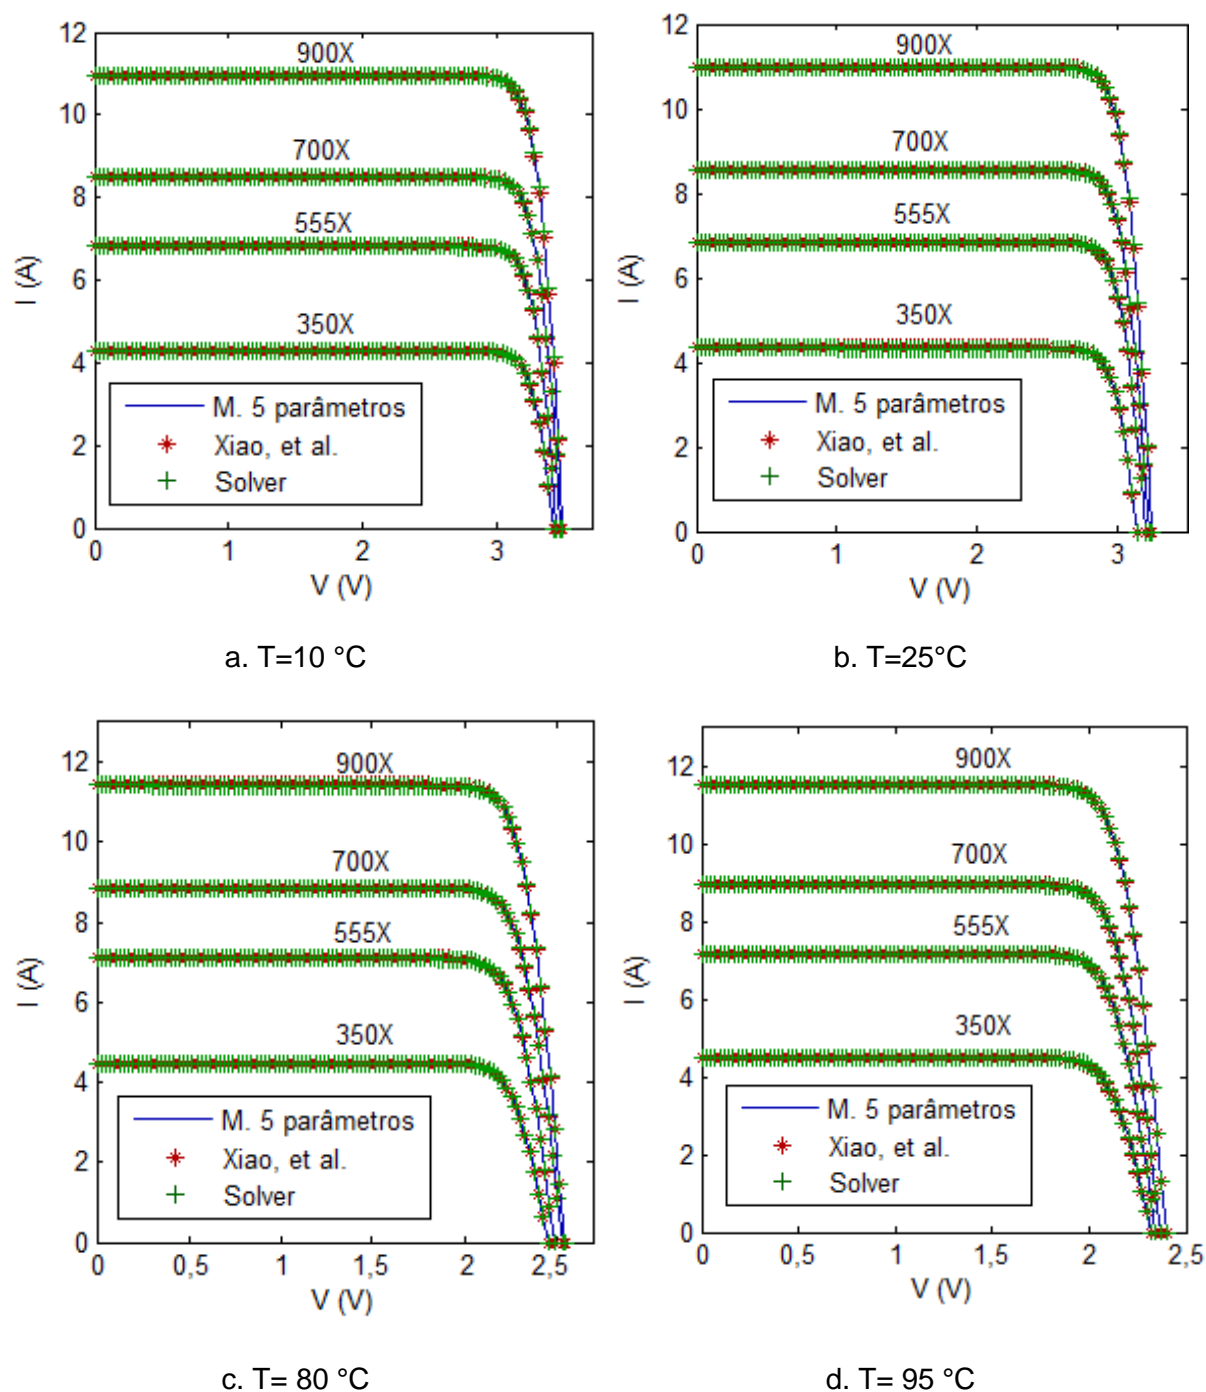 12
900X
10
700X
8
555X
6
I (A)
350X
4
M. 5 parâmetros
Xiao, et al.
2
Solver
0
0 1 2 3
V (V)
a. T=10 °C
12
900X
10
700X
8
555X
6
I (A)
350X
4
M. 5 parâmetros
Xiao, et al.
2
Solver
0
0 1 2 3
V (V)
b. T=25°C
12
900X
10
700X
8
555X
6
I (A)
350X
4
M. 5 parâmetros
Xiao, et al.
2
Solver
0
0 0,5 1 1,5 2 2,5
V (V)
c. T= 80 °C
12
900X
10
700X
8
555X
6
I (A)
350X
4
M. 5 parâmetros
Xiao, et al.
2
Solver
0
0 0,5 1 1,5 2 2,5
V (V)
d. T= 95 °C